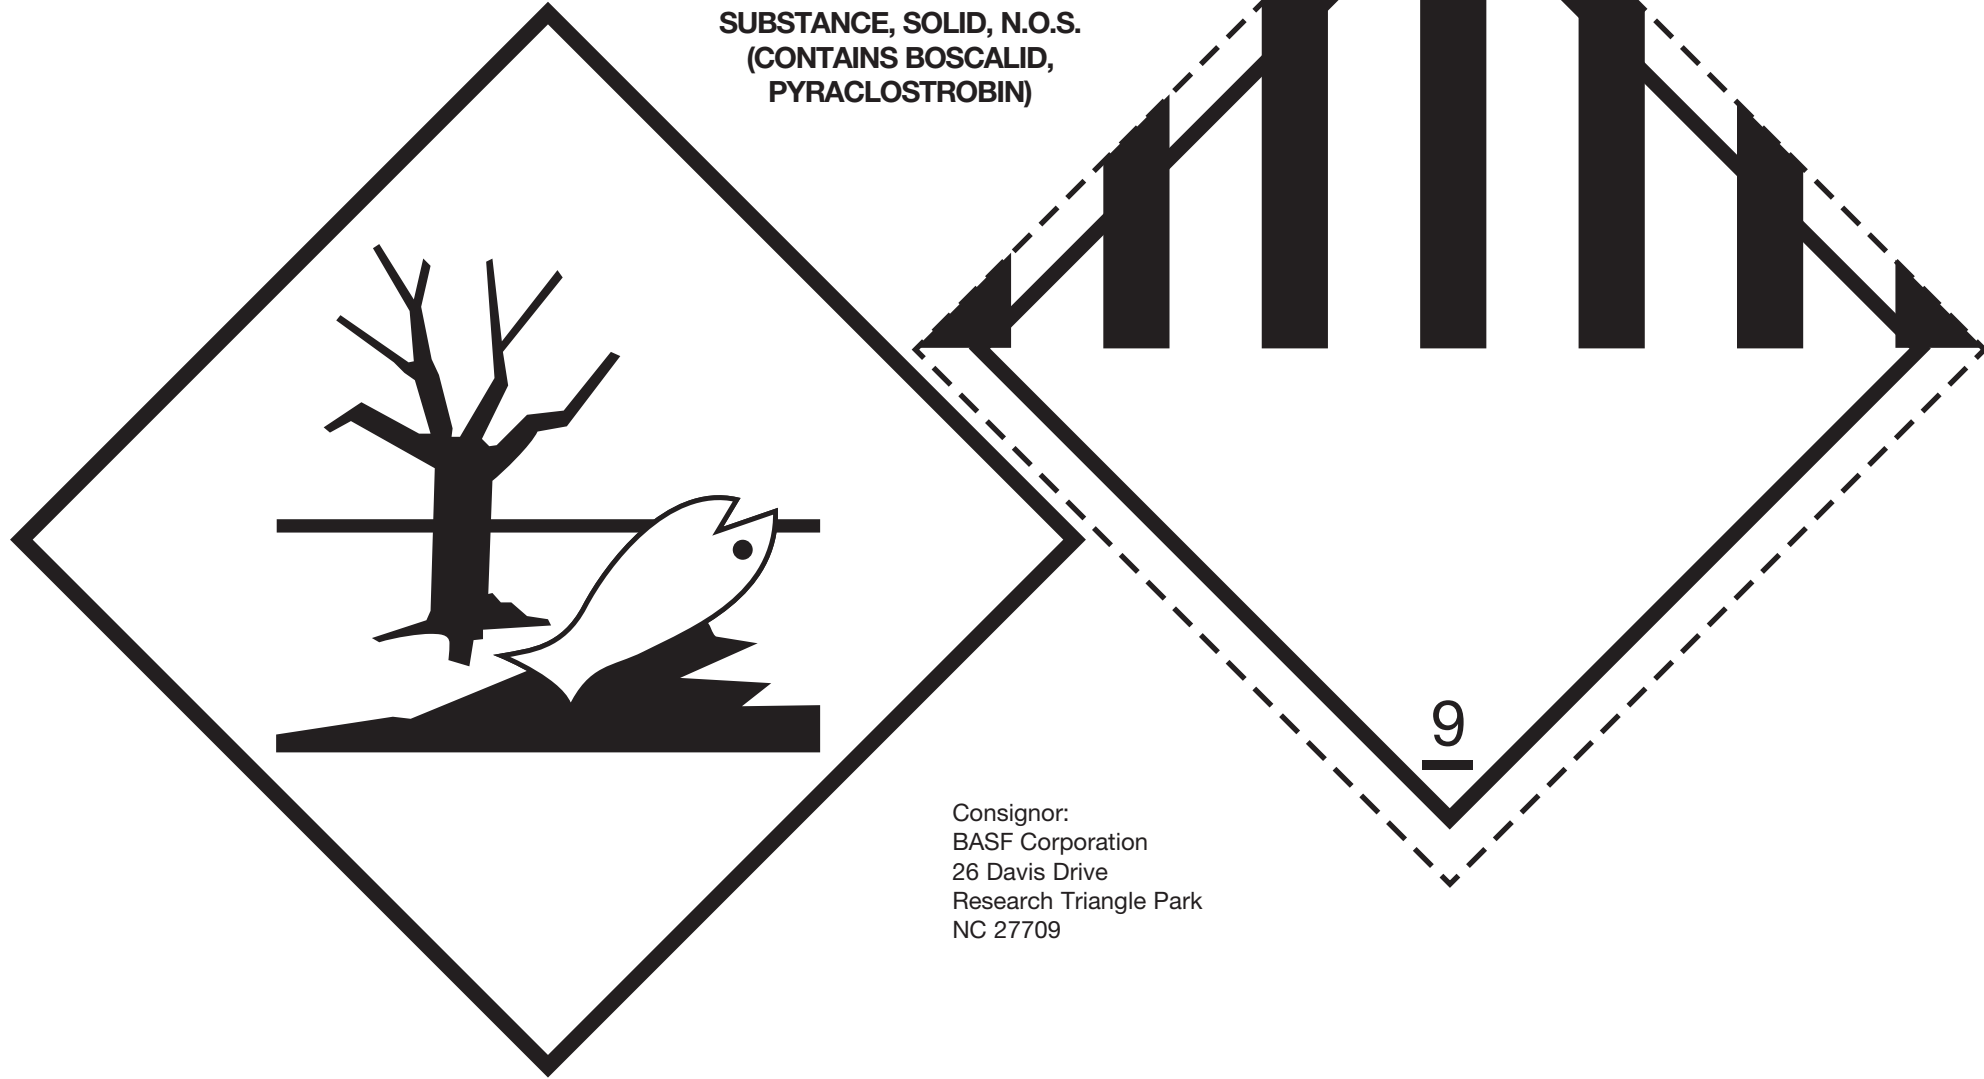 SUBSTANCE, SOLID, N.O.S.
(CONTAINS BOSCALID,
PYRACLOSTROBIN)
9
Consignor:
BASF Corporation
26 Davis Drive
Research Triangle Park
NC 27709